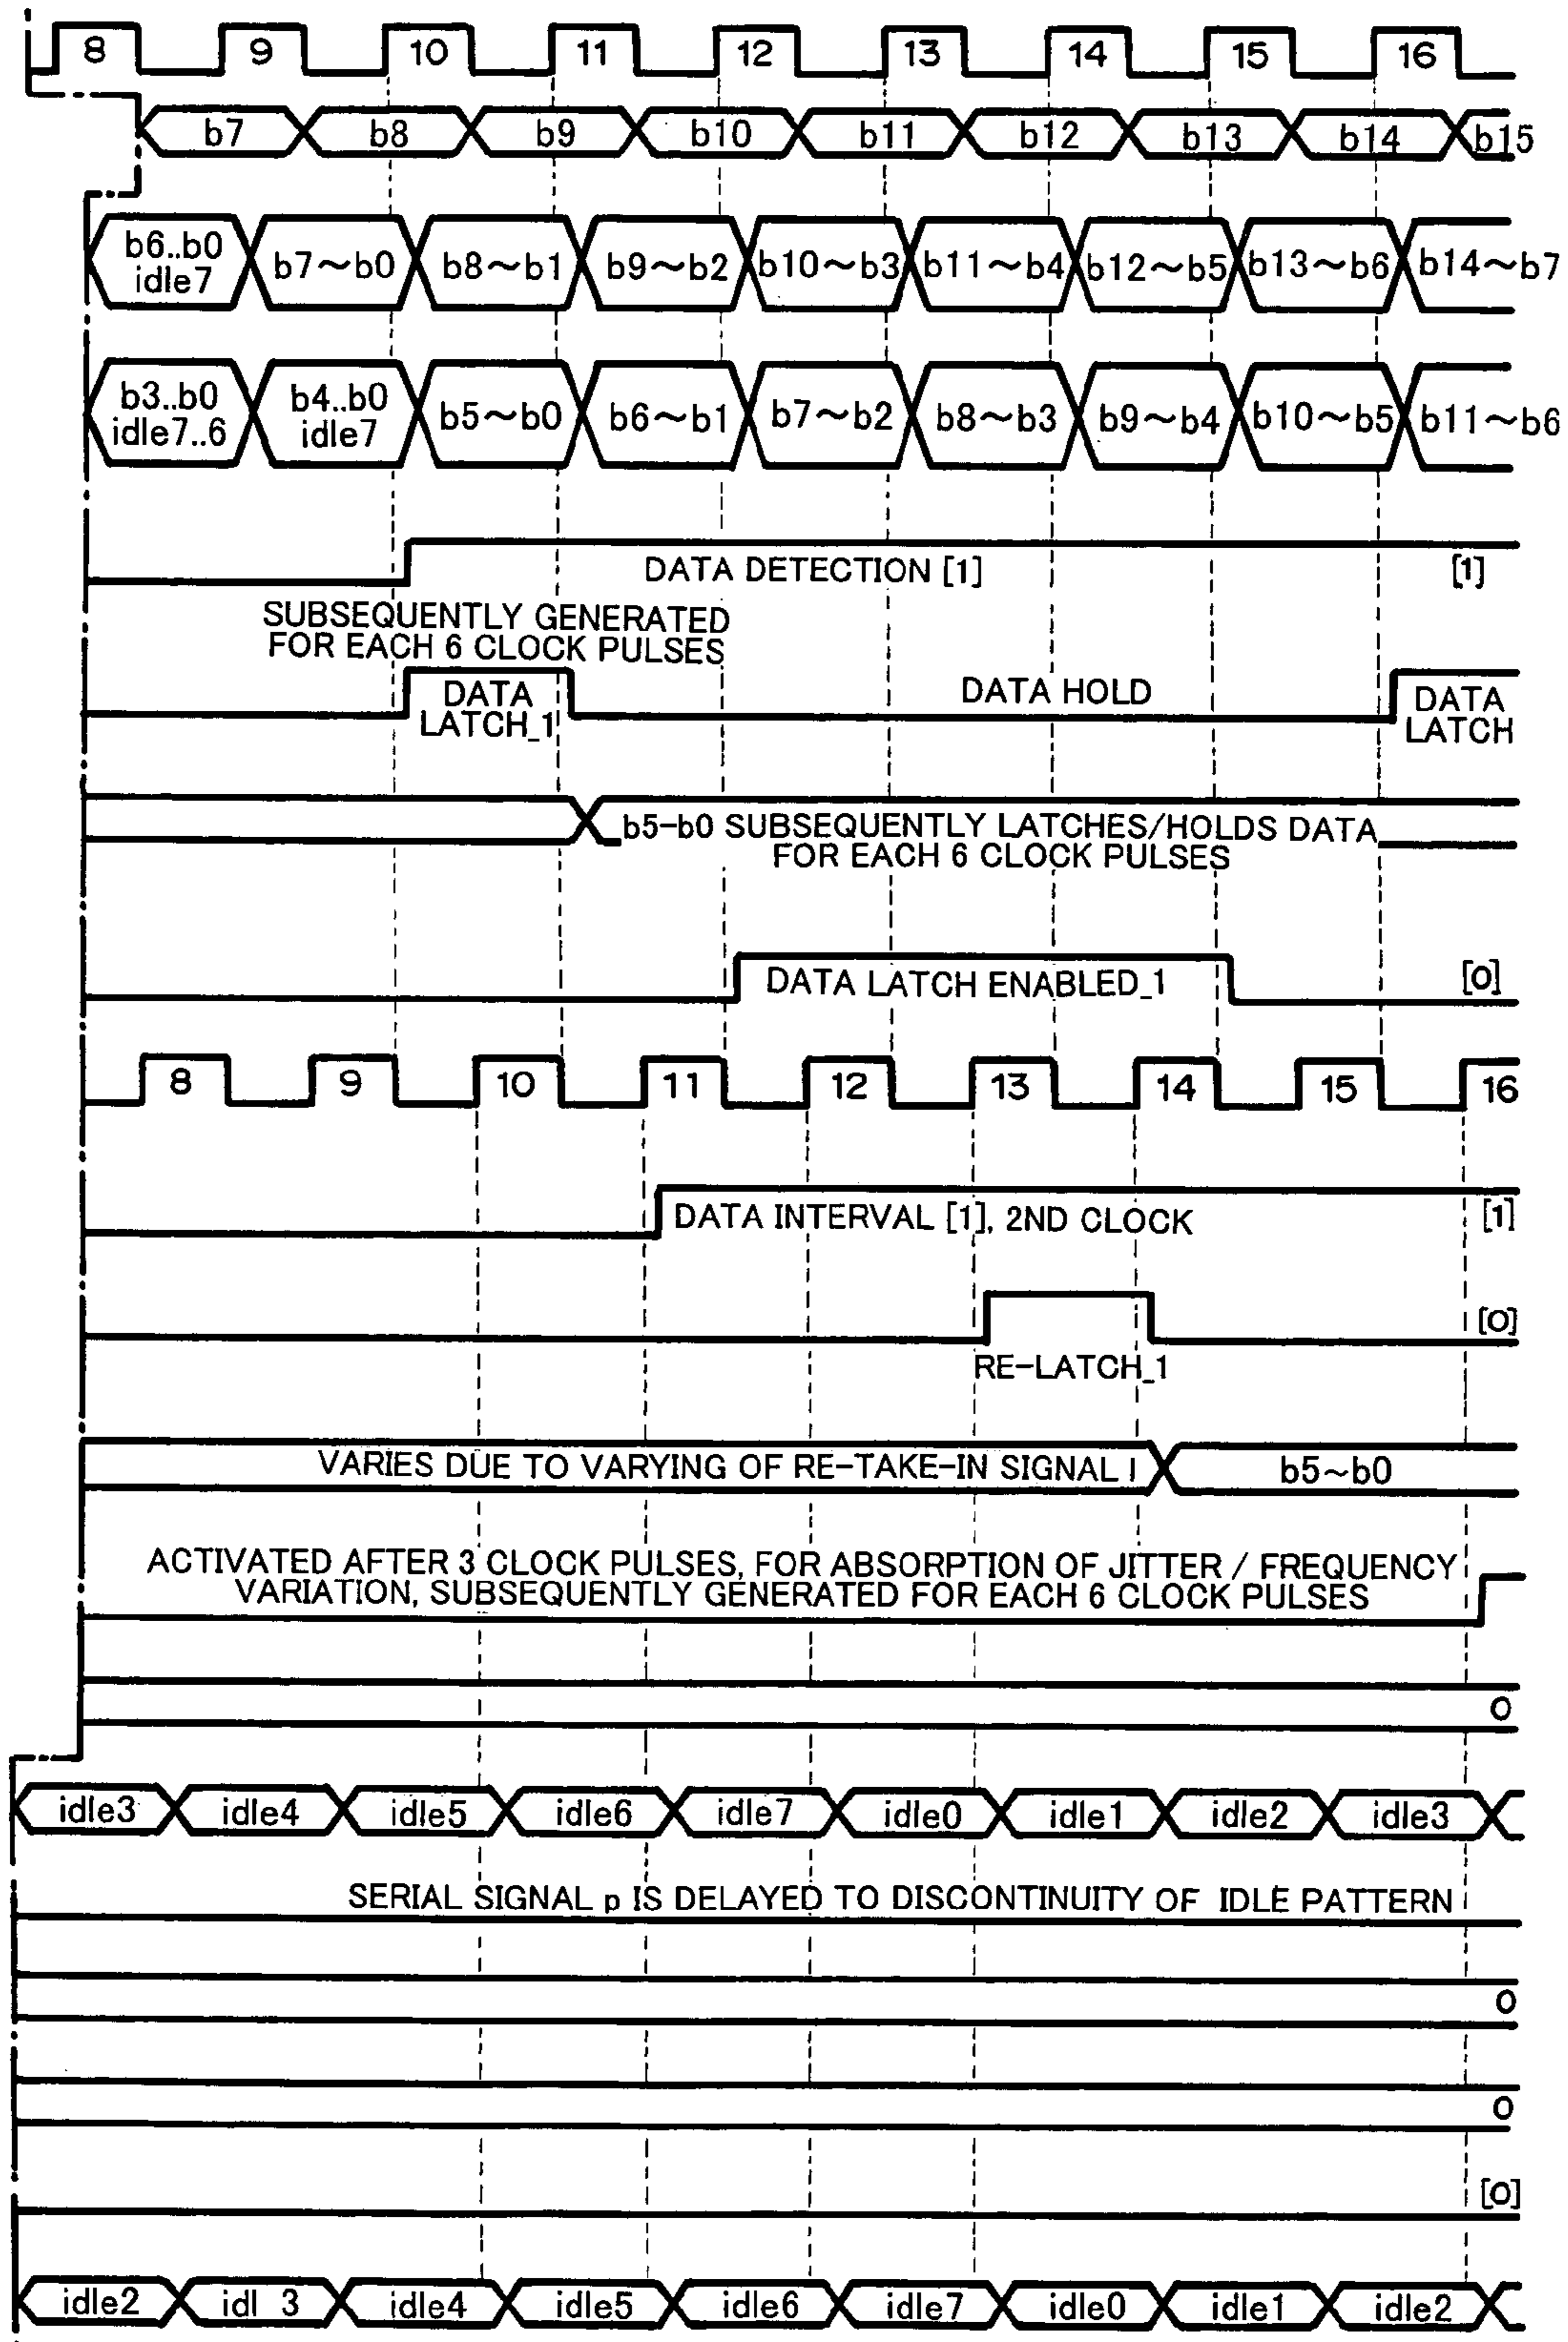 8 9 10 11 12 13 14 15 16
b7 b8 b9 b10 b11 b12 b13 b14 b15
b6..b0 idle7 b7~b0 b8~b1 b9~b2 b10~b3 b11~b4 b12~b5 b13~b6 b14~b7
b3..b0 idle7..6 b4..b0 idle7 b5~b0 b6~b1 b7~b2 b8~b3 b9~b4 b10~b5 b11~b6
DATA DETECTION [1] [1]
SUBSEQUENTLY GENERATED
FOR EACH 6 CLOCK PULSES
DATA LATCH_1 DATA HOLD DATA LATCH
b5-b0 SUBSEQUENTLY LATCHES/HOLDS DATA
FOR EACH 6 CLOCK PULSES
DATA LATCH ENABLED_1 [0]
8 9 10 11 12 13 14 15 16
DATA INTERVAL [1], 2ND CLOCK [1]
[0]
RE-LATCH_1
VARIES DUE TO VARYING OF RE-TAKE-IN SIGNAL l b5~b0
ACTIVATED AFTER 3 CLOCK PULSES, FOR ABSORPTION OF JITTER / FREQUENCY
VARIATION, SUBSEQUENTLY GENERATED FOR EACH 6 CLOCK PULSES
0
idle3 idle4 idle5 idle6 idle7 idle0 idle1 idle2 idle3
SERIAL SIGNAL p IS DELAYED TO DISCONTINUITY OF IDLE PATTERN
0
0
[0]
idle2 idl 3 idle4 idle5 idle6 idle7 idle0 idle1 idle2